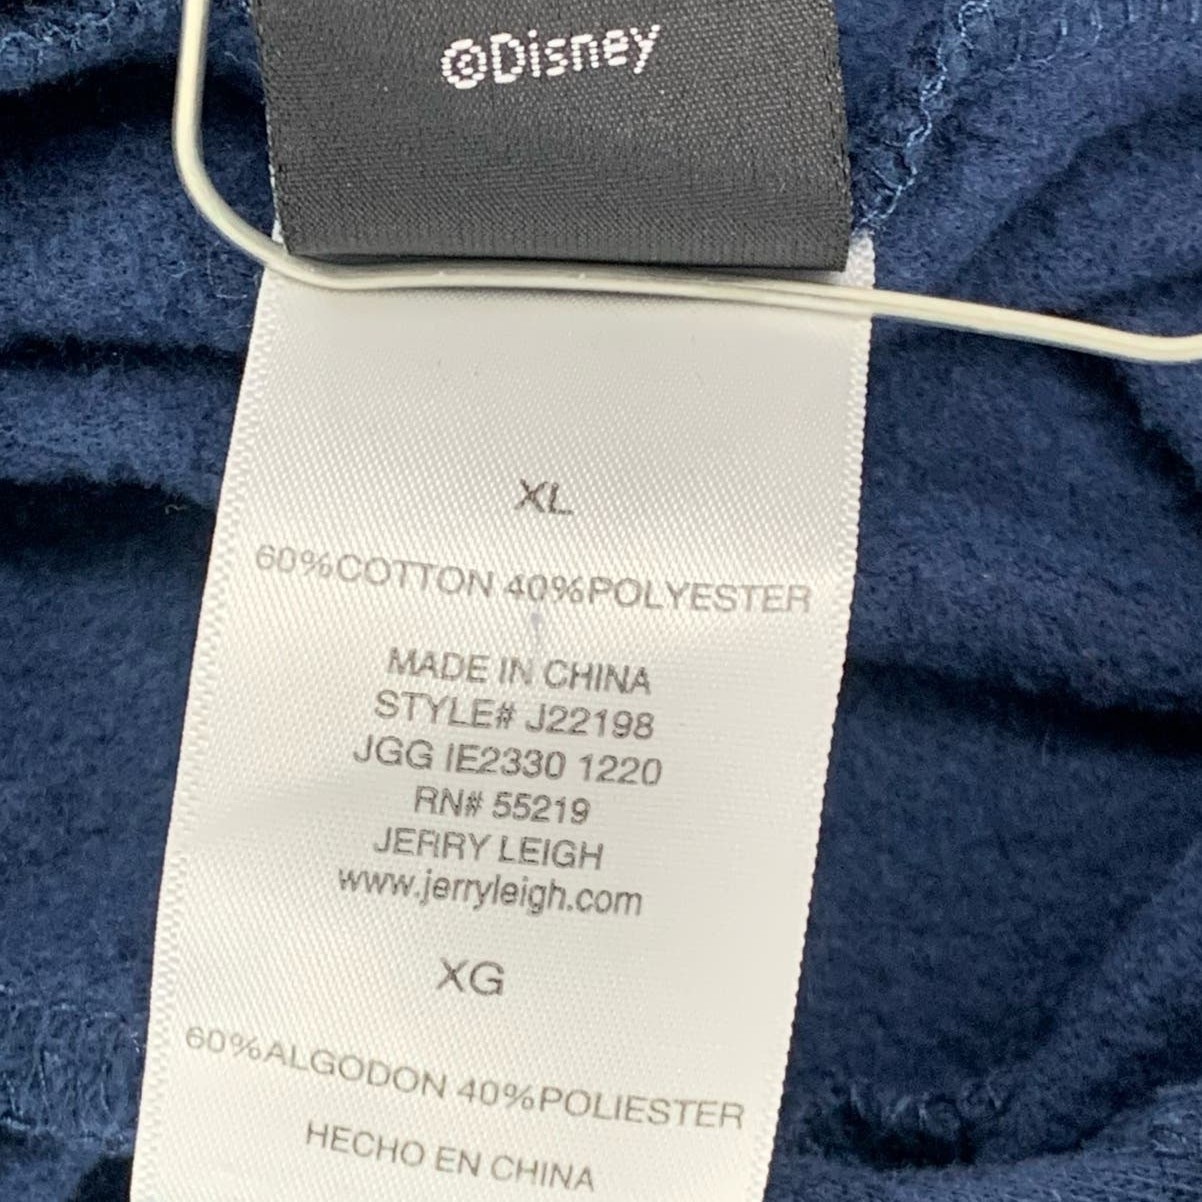 ©Disney
XL
60%COTTON 40%POLYESTER
MADE IN CHINA
STYLE# J22198
JGG IE2330 1220
RN# 55219
JERRY LEIGH
www.jerryleigh.com
XG
60%ALGODON 40%POLIESTER
HECHO EN CHINA